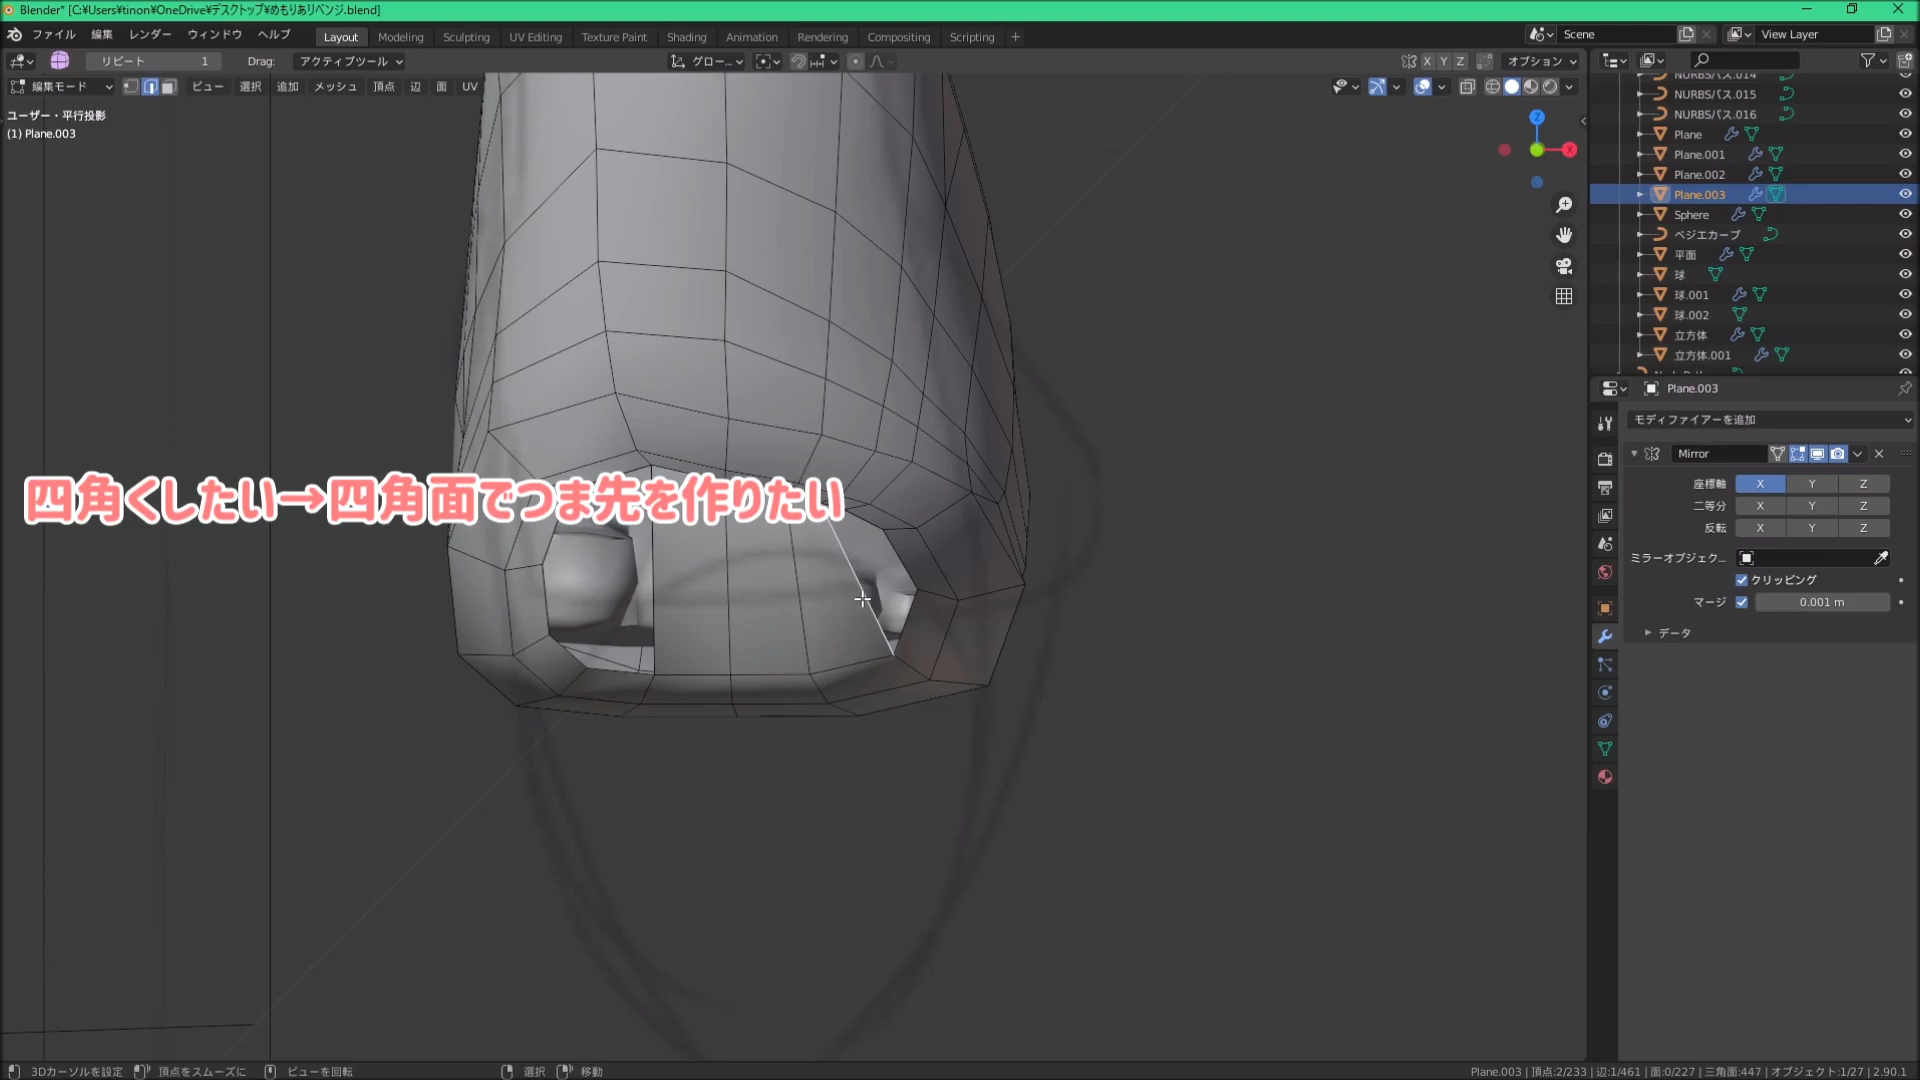 Blender* [C:¥Users¥tinon¥OneDrive¥デスクトップ¥めもりありベンジ.blend]
ファイル 編集 レンダー ウィンドウ ヘルプ Layout Modeling Sculpting UV Editing Texture Paint Shading Animation Rendering Compositing Scripting + Scene View Layer
リピート 1 Drag: アクティブツール グロー... X Y Z オプション
編集モード ビュー 選択 追加 メッシュ 頂点 辺 面 UV
ユーザー・平行投影
(1) Plane.003
Z
X
NURBSパス.014
NURBSパス.015
NURBSパス.016
Plane
Plane.001
Plane.002
Plane.003
Sphere
ベジエカーブ
平面
球
球.001
球.002
立方体
立方体.001
Plane.003
モディファイアーを追加
Mirror
座標軸 X Y Z
二等分 X Y Z
反転 X Y Z
ミラーオブジェク...
クリッピング
マージ 0.001 m
データ
四角くしたい→四角面でつま先を作りたい
3Dカーソルを設定 頂点をスムーズに ビューを回転 選択 移動
Plane.003 | 頂点:2/233 | 辺:1/461 | 面:0/227 | 三角面:447 | オブジェクト:1/27 | 2.90.1